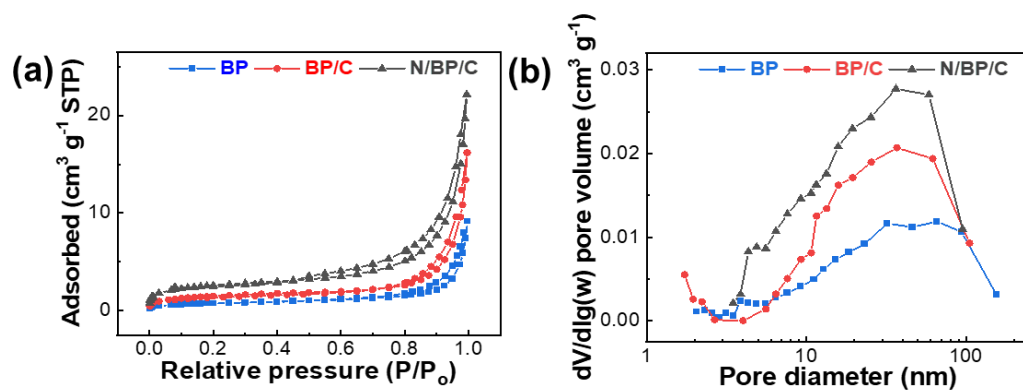 (a)
BP BP/C N/BP/C
Adsorbed (cm³ g⁻¹ STP)
20
10
0
0.0 0.2 0.4 0.6 0.8 1.0
Relative pressure (P/Pₒ)
(b)
BP BP/C N/BP/C
dV/dlg(w) pore volume (cm³ g⁻¹)
0.03
0.02
0.01
0.00
1 10 100
Pore diameter (nm)